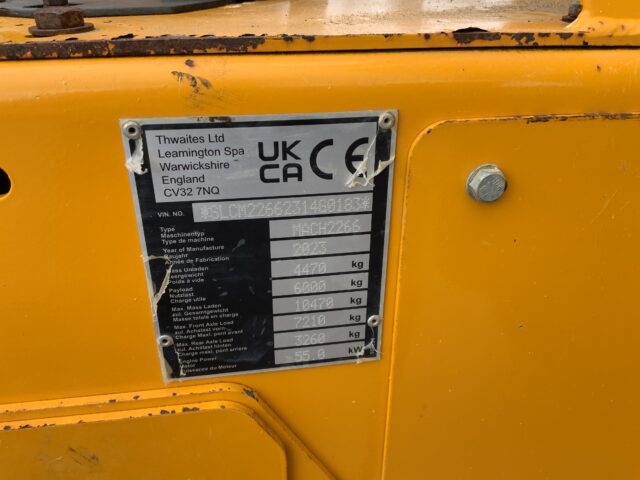 Thwaites Ltd
Leamington Spa
Warwickshire
England
CV32 7NQ
UK
CA CE
VIN. NO. *SLCM2266231460183*
Type
Maschinentyp MACH2266
Type de machine
Year of Manufacture
Baujahr 2023
Année de Fabrication
Mass Unladen
Leergewicht 4470 kg
Poids à vide
Payload
Nutzlast 6000 kg
Charge utile
Max. Mass Laden
zul. Gesamtgewicht 10470 kg
Masse totale en charge
Max. Front Axle Load
zul. Achslast vorn 7210 kg
Charge Maxi. pont avant
Max. Rear Axle Load
zul. Achslast hinten 3260 kg
Charge maxi. pont arriere
Engine Power
Motor 55.0 kW
Puissance du Moteur